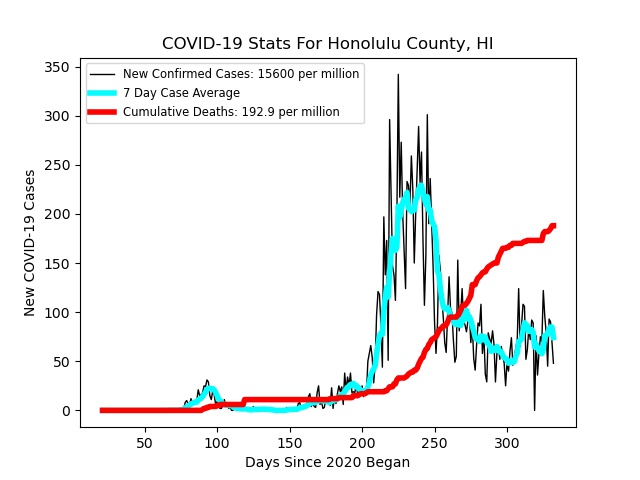 COVID-19 Stats For Honolulu County, HI
New Confirmed Cases: 15600 per million
7 Day Case Average
Cumulative Deaths: 192.9 per million
New COVID-19 Cases
350
300
250
200
150
100
50
0
50
100
150
200
250
300
Days Since 2020 Began